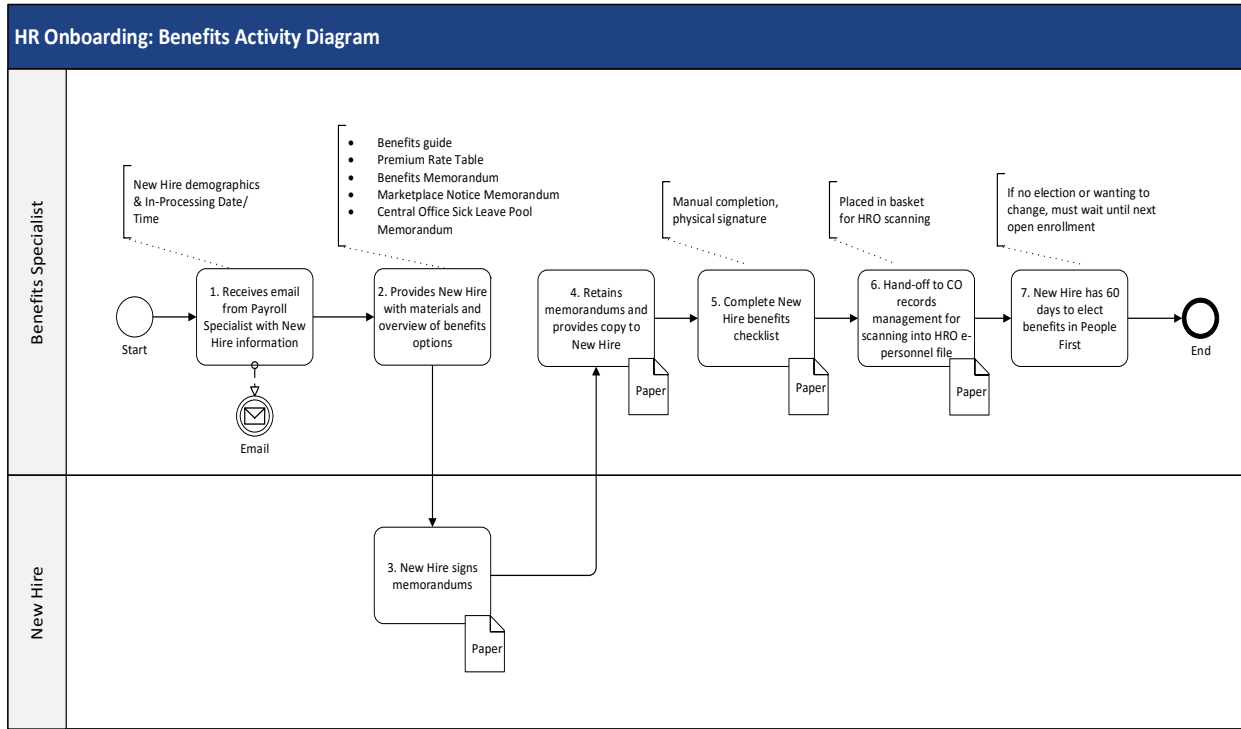 HR Onboarding: Benefits Activity Diagram
Benefits Specialist
New Hire demographics
& In-Processing Date/
Time
• Benefits guide
• Premium Rate Table
• Benefits Memorandum
• Marketplace Notice Memorandum
• Central Office Sick Leave Pool
Memorandum
Manual completion,
physical signature
Placed in basket
for HRO scanning
If no election or wanting to
change, must wait until next
open enrollment
Start
1. Receives email
from Payroll
Specialist with New
Hire information
Email
2. Provides New Hire
with materials and
overview of benefits
options
4. Retains
memorandums and
provides copy to
New Hire
Paper
5. Complete New
Hire benefits
checklist
Paper
6. Hand-off to CO
records
management for
scanning into HRO e-
personnel file
Paper
7. New Hire has 60
days to elect
benefits in People
First
End
New Hire
3. New Hire signs
memorandums
Paper